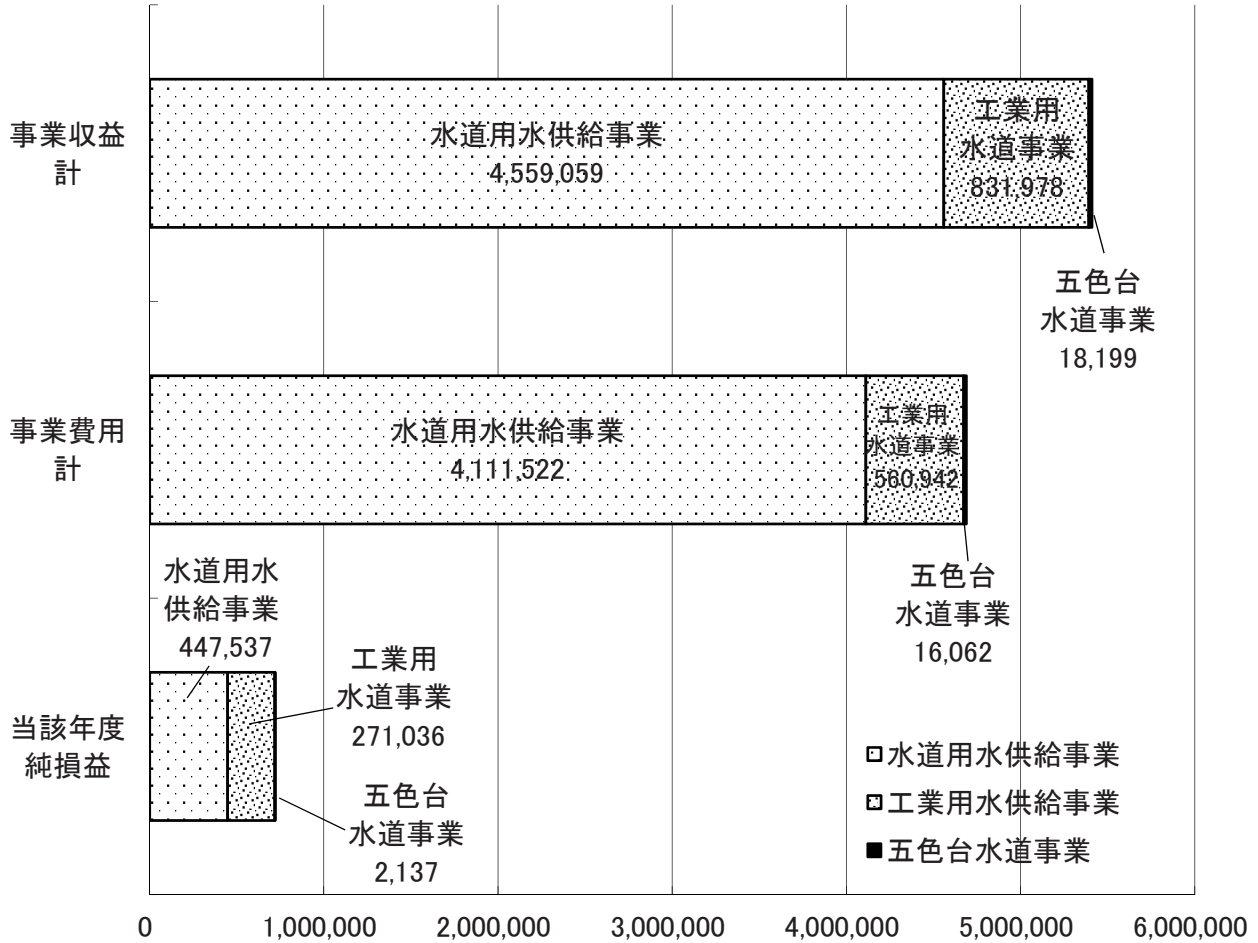 事業収益
計
水道用水供給事業
4,559,059
工業用
水道事業
831,978
五色台
水道事業
18,199
事業費用
計
水道用水供給事業
4,111,522
工業用
水道事業
560,942
五色台
水道事業
16,062
当該年度
純損益
水道用水
供給事業
447,537
工業用
水道事業
271,036
五色台
水道事業
2,137
水道用水供給事業
工業用水供給事業
五色台水道事業
0 1,000,000 2,000,000 3,000,000 4,000,000 5,000,000 6,000,000